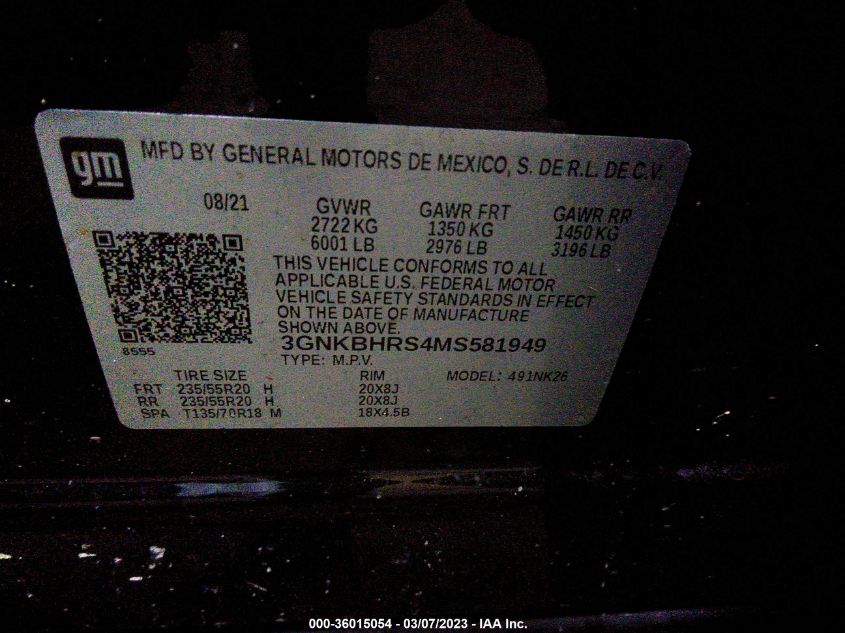 gm
MFD BY GENERAL MOTORS DE MEXICO, S. DE R.L. DE C.V.
08/21
GVWR GAWR FRT GAWR RR
2722 KG 1350 KG 1450 KG
6001 LB 2976 LB 3196 LB
THIS VEHICLE CONFORMS TO ALL
APPLICABLE U.S. FEDERAL MOTOR
VEHICLE SAFETY STANDARDS IN EFFECT
ON THE DATE OF MANUFACTURE
SHOWN ABOVE.
8555
3GNKBHRS4MS581949
TYPE: M.P.V.
TIRE SIZE RIM MODEL: 491NK26
FRT 235/55R20 H 20X8J
RR 235/55R20 H 20X8J
SPA T135/70R18 M 18X4.5B
000-36015054 - 03/07/2023 - IAA Inc.